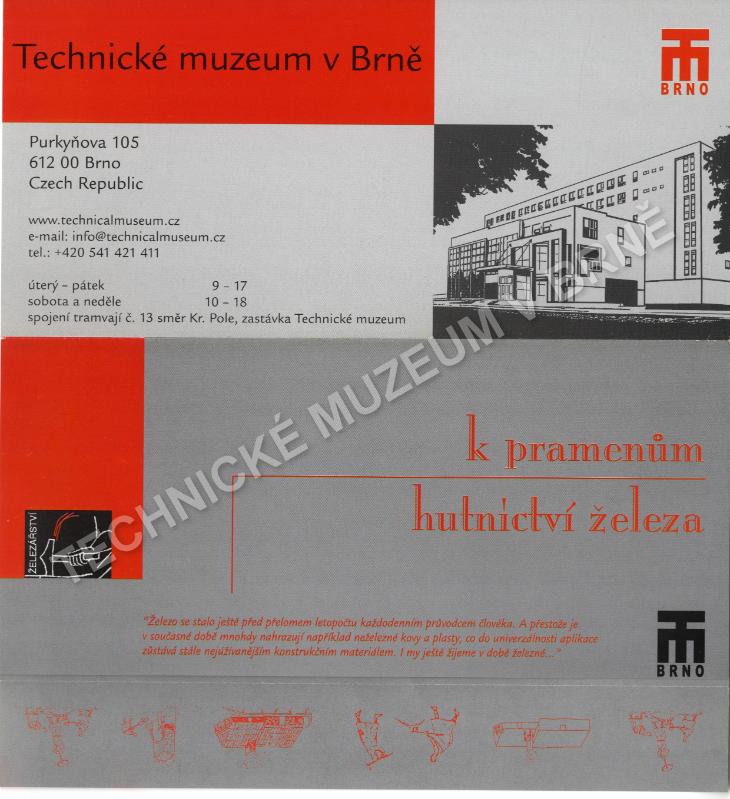 Technické muzeum v Brně
BRNO
Purkyňova 105
612 00 Brno
Czech Republic
www.technicalmuseum.cz
e-mail: info@technicalmuseum.cz
tel.: +420 541 421 411
úterý – pátek 9 – 17
sobota a neděle 10 – 18
spojení tramvají č. 13 směr Kr. Pole, zastávka Technické muzeum
TECHNICKÉ MUZEUM V BRNĚ
k pramenům
hutnictví železa
ŽELEZÁŘSTVÍ
"Železo se stalo ještě před přelomem letopočtu každodenním průvodcem člověka. A přestože je
v současné době mnohdy nahrazují například neželezné kovy a plasty, co do univerzálnosti aplikace
zůstává stále nejúžívanějším konstrukčním materiálem. I my ještě žijeme v době železné..."
BRNO